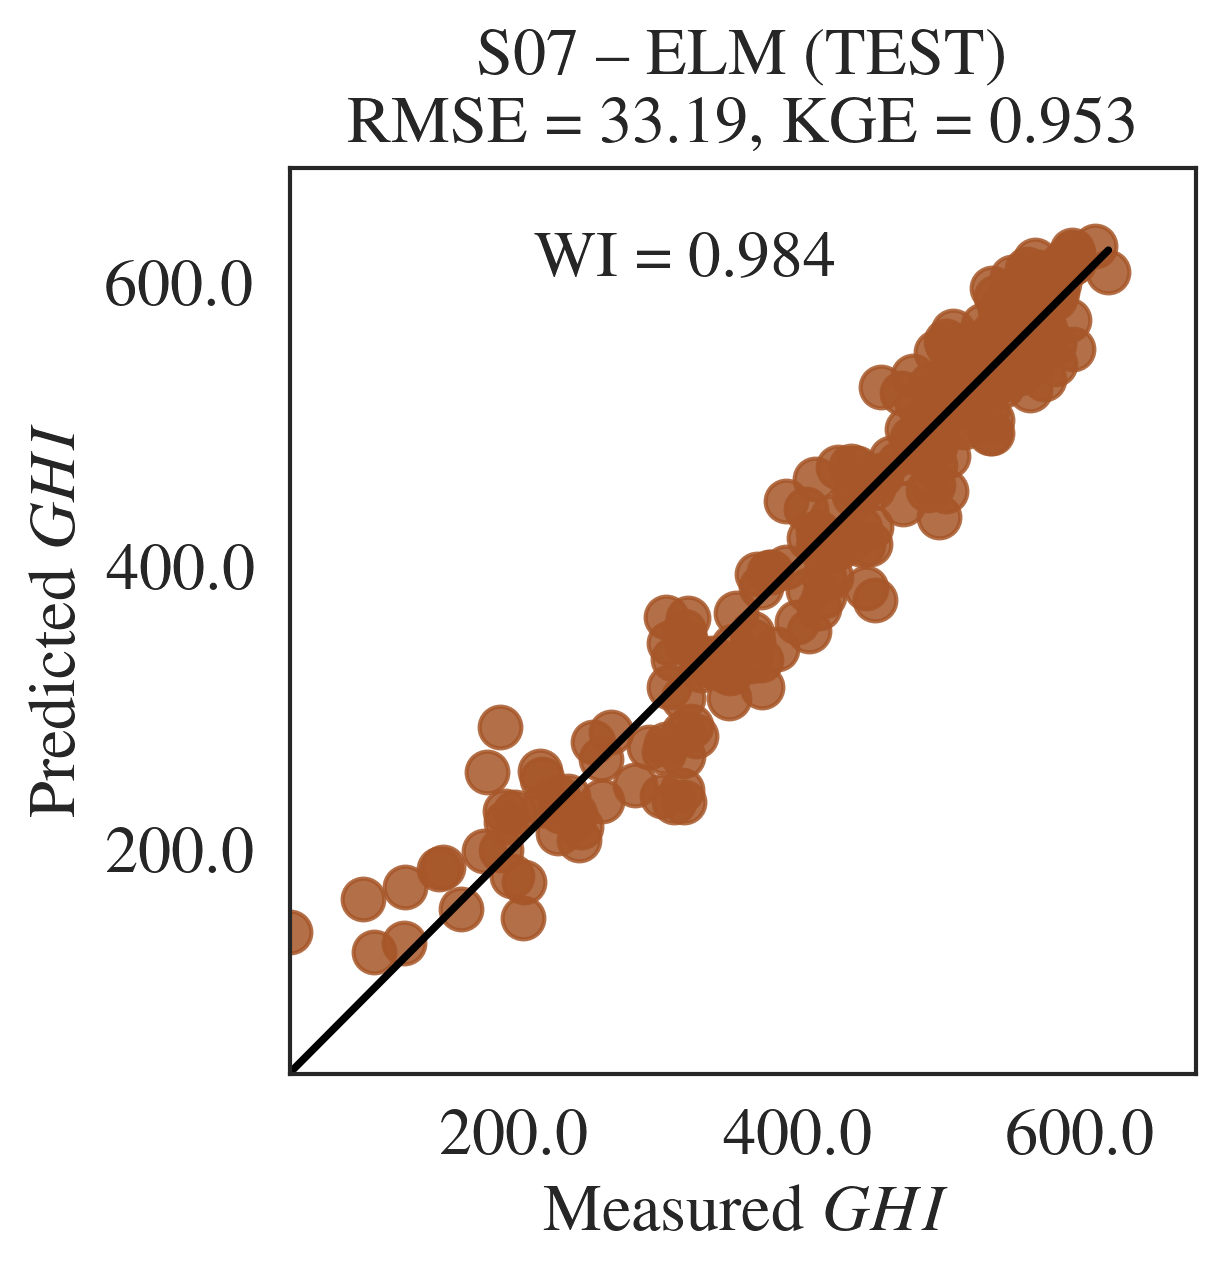 S07 – ELM (TEST)
RMSE = 33.19, KGE = 0.953
WI = 0.984
600.0
400.0
200.0
Predicted GHI
200.0 400.0 600.0
Measured GHI